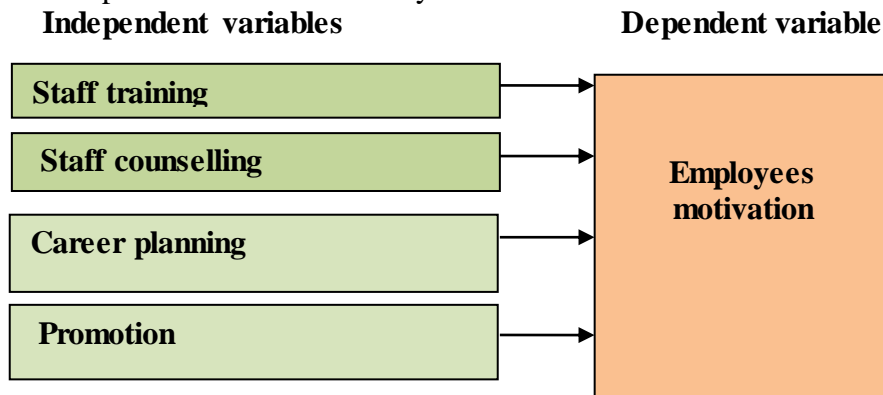 Independent variables
Dependent variable
Staff training
Staff counselling
Employees
motivation
Career planning
Promotion